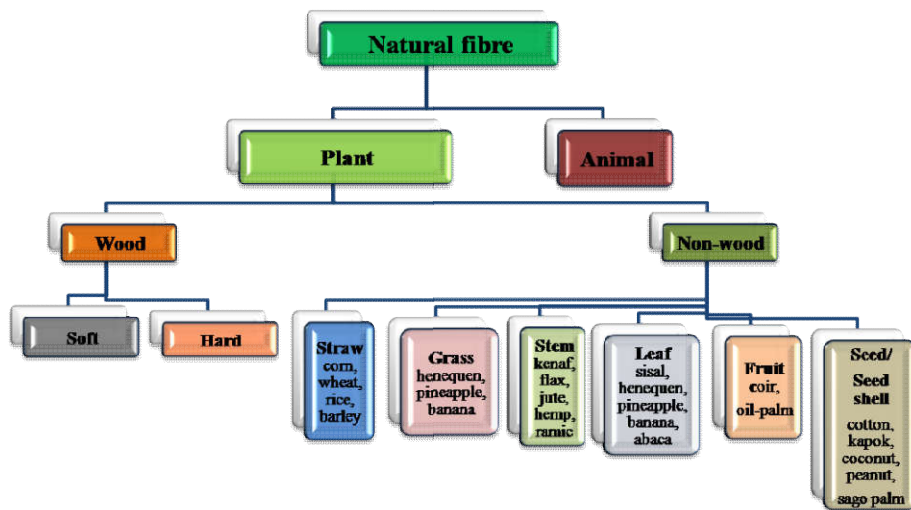 Natural fibre
Plant
Animal
Wood
Non-wood
Soft
Hard
Straw
corn,
wheat,
rice,
barley
Grass
henequen,
pineapple,
banana
Stem
kenaf,
flax,
jute,
hemp,
ramic
Leaf
sisal,
henequen,
pineapple,
banana,
abaca
Fruit
coir,
oil-palm
Seed/
Seed
shell
cotton,
kapok,
coconut,
peanut,
sago palm